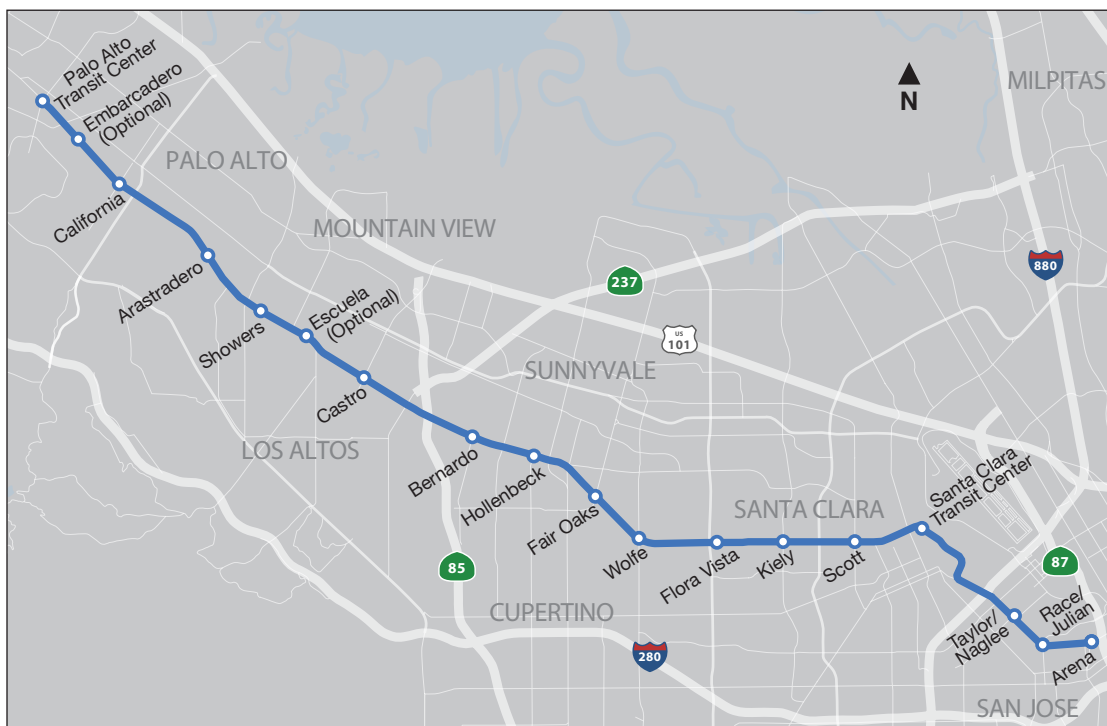 Palo Alto
Transit Center
Embarcadero
(Optional)
N
MILPITAS
PALO ALTO
California
MOUNTAIN VIEW
Arastradero
237
880
Showers
Escuela
(Optional)
US
101
Castro
SUNNYVALE
LOS ALTOS
Bernardo
Hollenbeck
Fair Oaks
Wolfe
Flora Vista
SANTA CLARA
Kiely
Scott
Santa Clara
Transit Center
85
87
CUPERTINO
280
Taylor/
Naglee
Race/
Julian
Arena
SAN JOSE